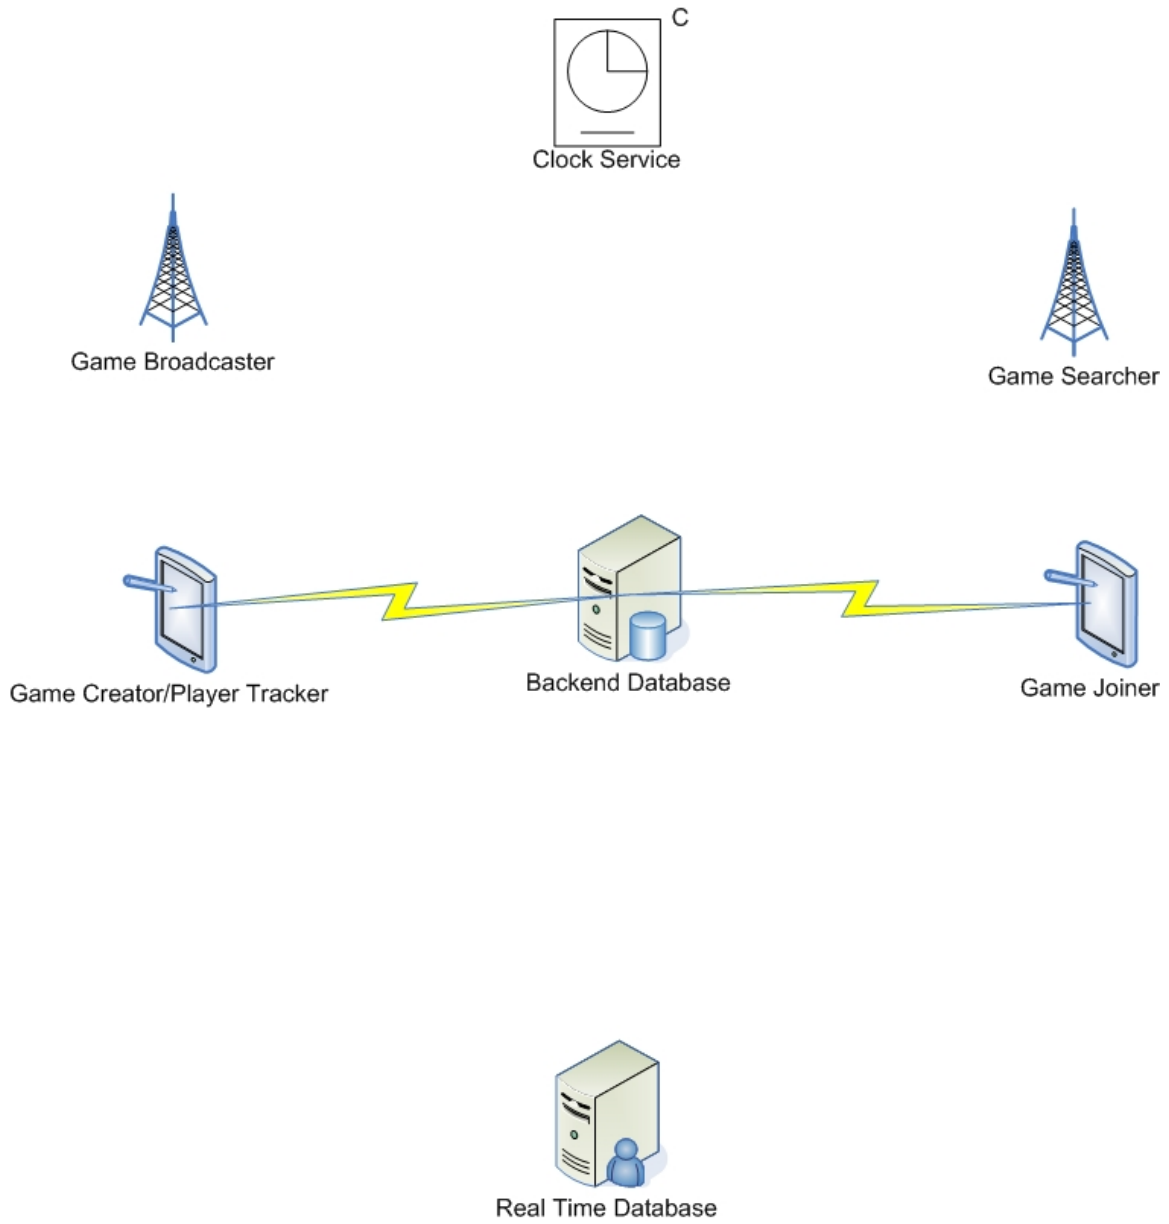 C
Clock Service
Game Broadcaster
Game Searcher
Game Creator/Player Tracker
Backend Database
Game Joiner
Real Time Database